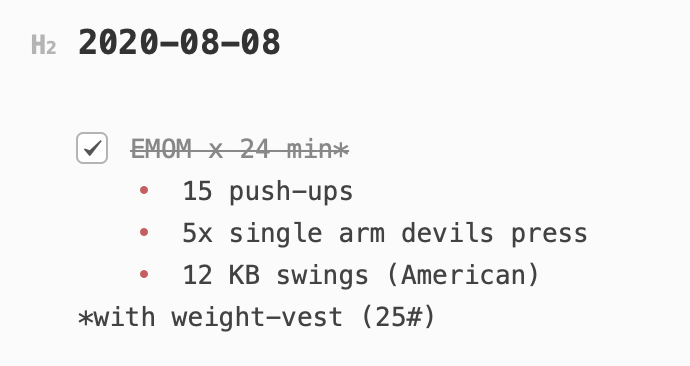 H2 2020-08-08
EMOM x 24 min*
• 15 push-ups
• 5x single arm devils press
• 12 KB swings (American)
*with weight-vest (25#)